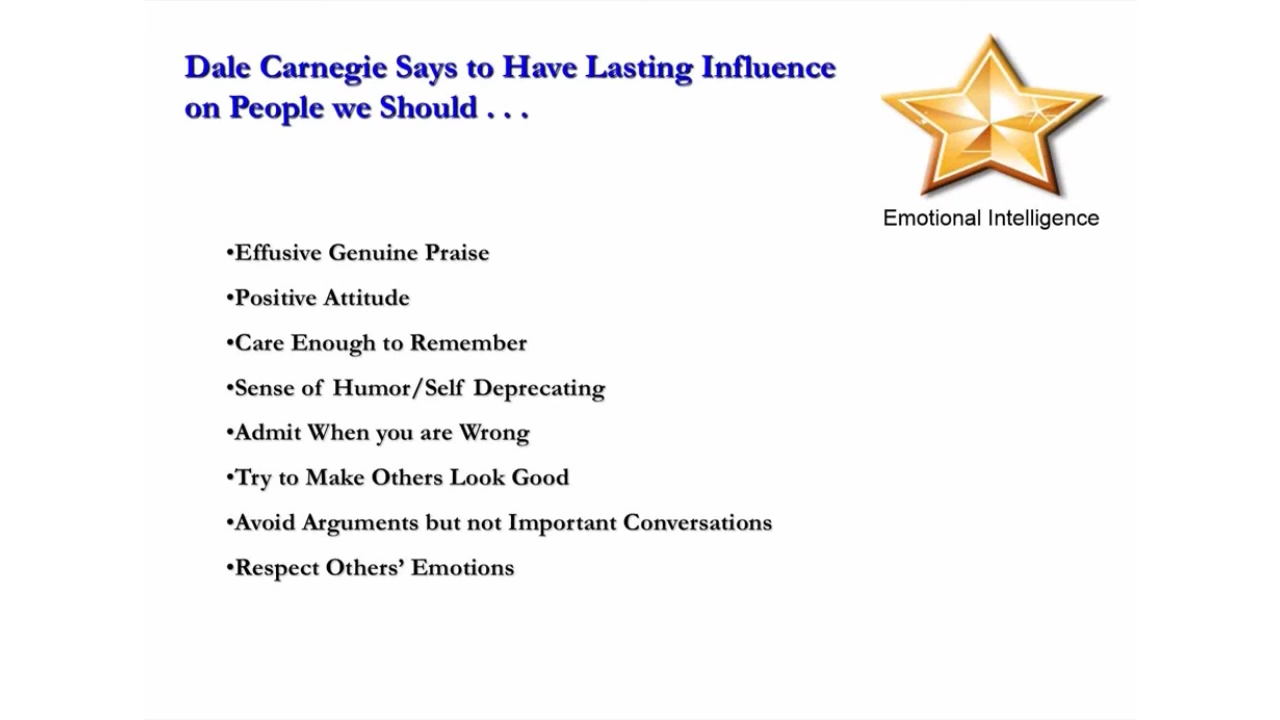 Dale Carnegie Says to Have Lasting Influence
on People we Should . . .
Emotional Intelligence
•Effusive Genuine Praise
•Positive Attitude
•Care Enough to Remember
•Sense of Humor/Self Deprecating
•Admit When you are Wrong
•Try to Make Others Look Good
•Avoid Arguments but not Important Conversations
•Respect Others’ Emotions